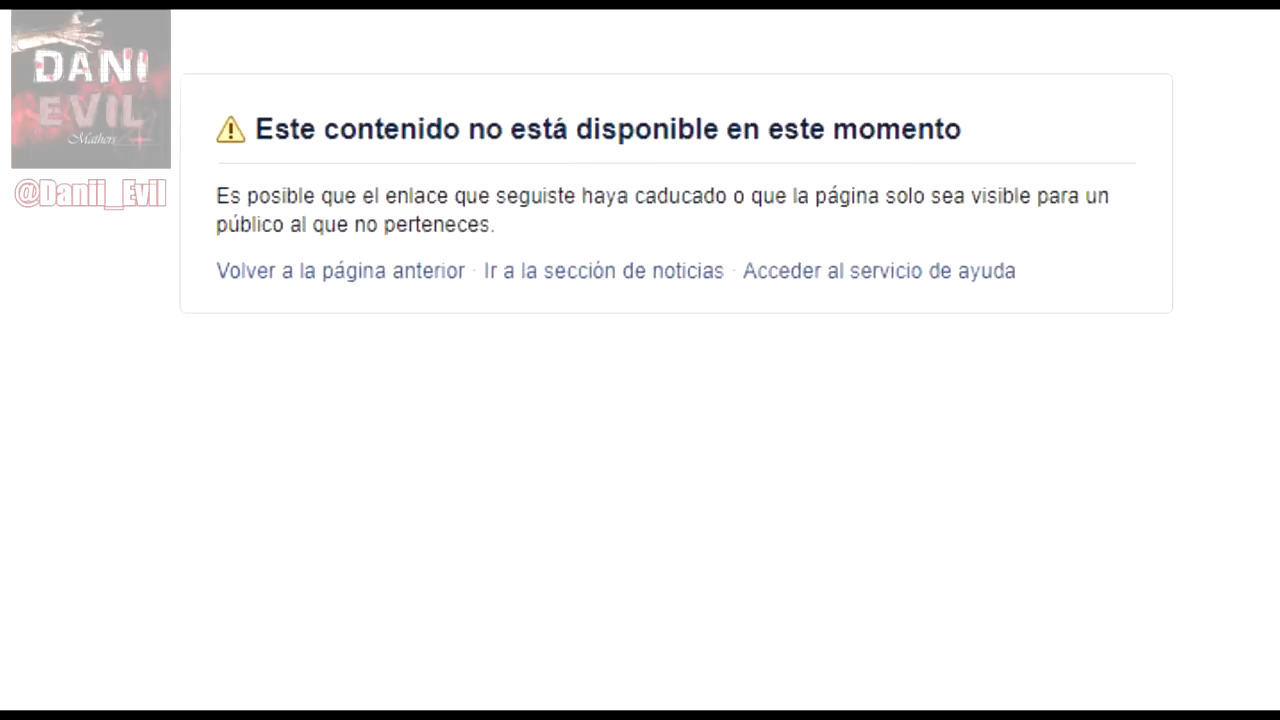 DANI
EVIL
Mathers
@Danii_Evil
Este contenido no está disponible en este momento
Es posible que el enlace que seguiste haya caducado o que la página solo sea visible para un
público al que no perteneces.
Volver a la página anterior · Ir a la sección de noticias · Acceder al servicio de ayuda